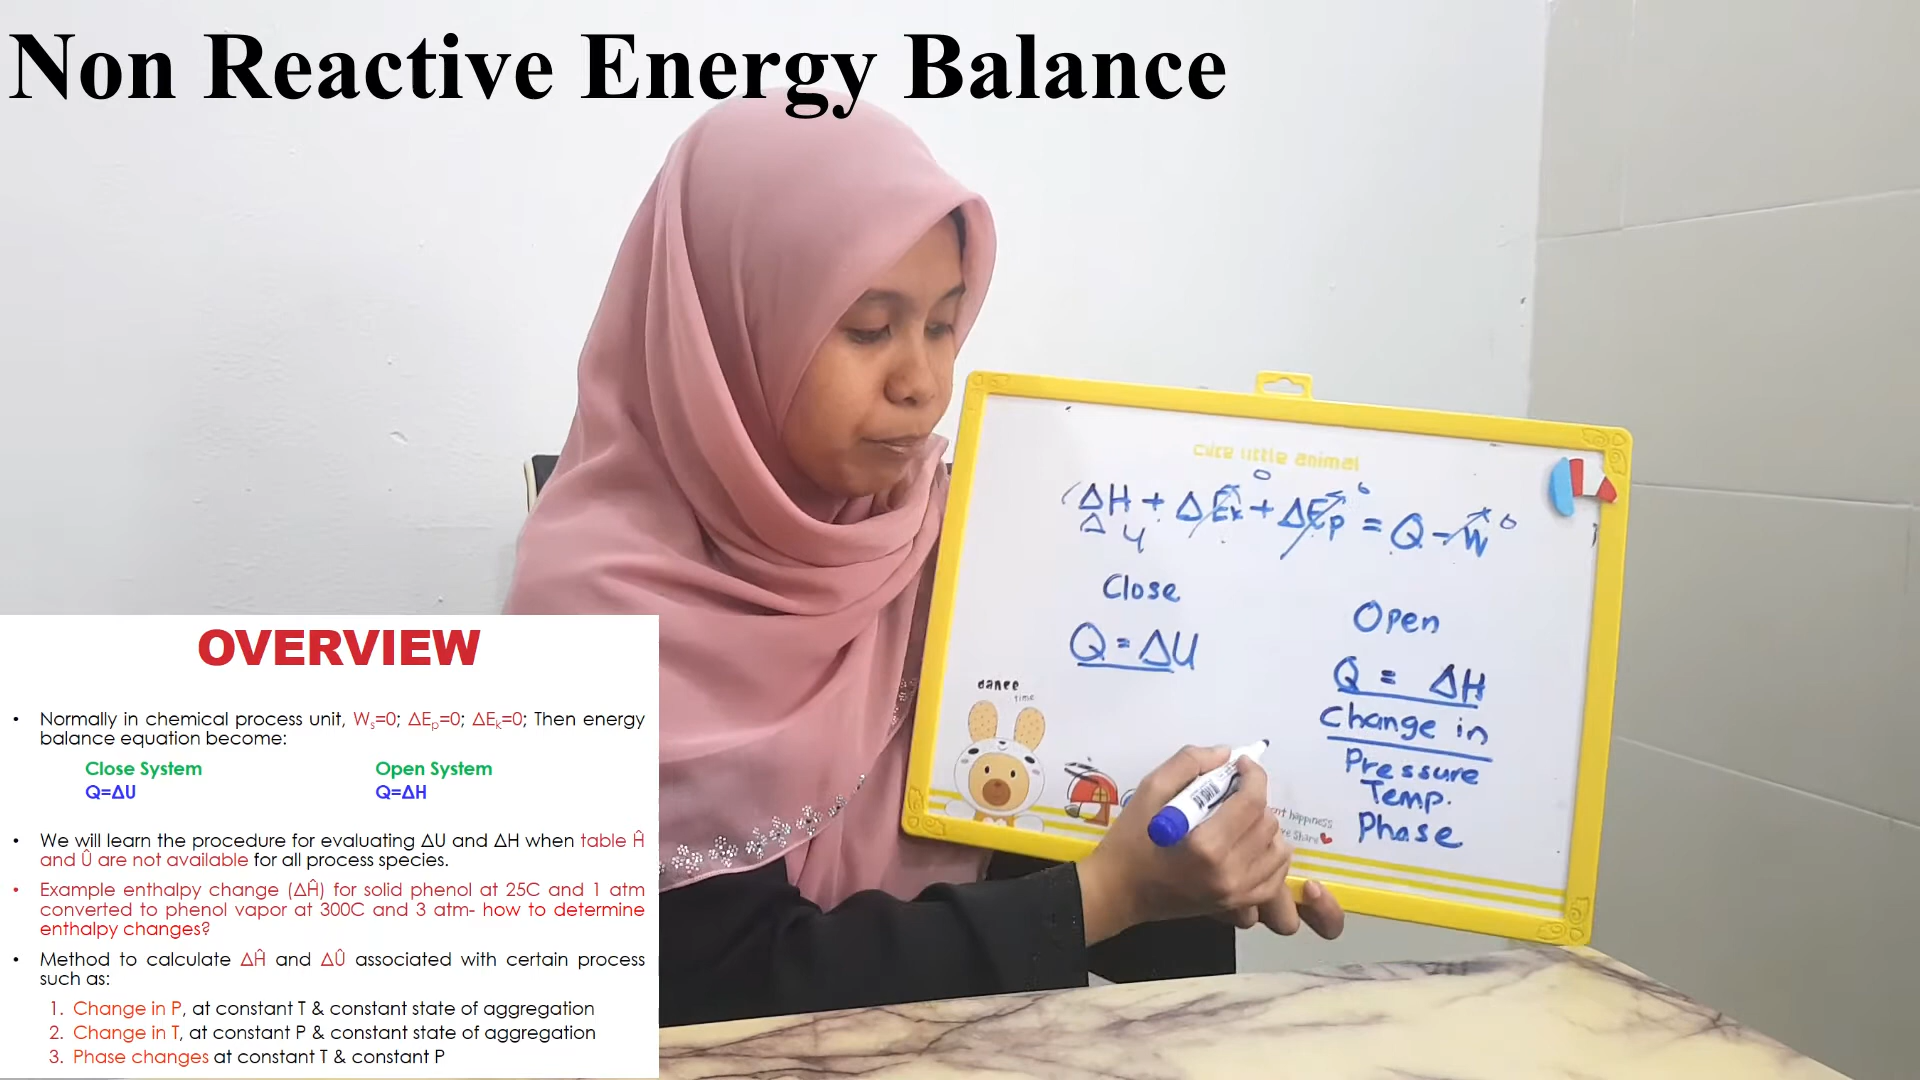 Non Reactive Energy Balance
cute little animal
ΔH + ΔEk + ΔEp = Q - W
0
ΔU
Close
Q = ΔU
Open
Q = ΔH
Change in
Pressure
Temp.
Phase
dance
time
happiness
share
OVERVIEW
• Normally in chemical process unit, Ws=0; ΔEp=0; ΔEk=0; Then energy
balance equation become:
Close System Open System
Q=ΔU Q=ΔH
• We will learn the procedure for evaluating ΔU and ΔH when table Ĥ
and Û are not available for all process species.
• Example enthalpy change (ΔĤ) for solid phenol at 25C and 1 atm
converted to phenol vapor at 300C and 3 atm- how to determine
enthalpy changes?
• Method to calculate ΔĤ and ΔÛ associated with certain process
such as:
1. Change in P, at constant T & constant state of aggregation
2. Change in T, at constant P & constant state of aggregation
3. Phase changes at constant T & constant P